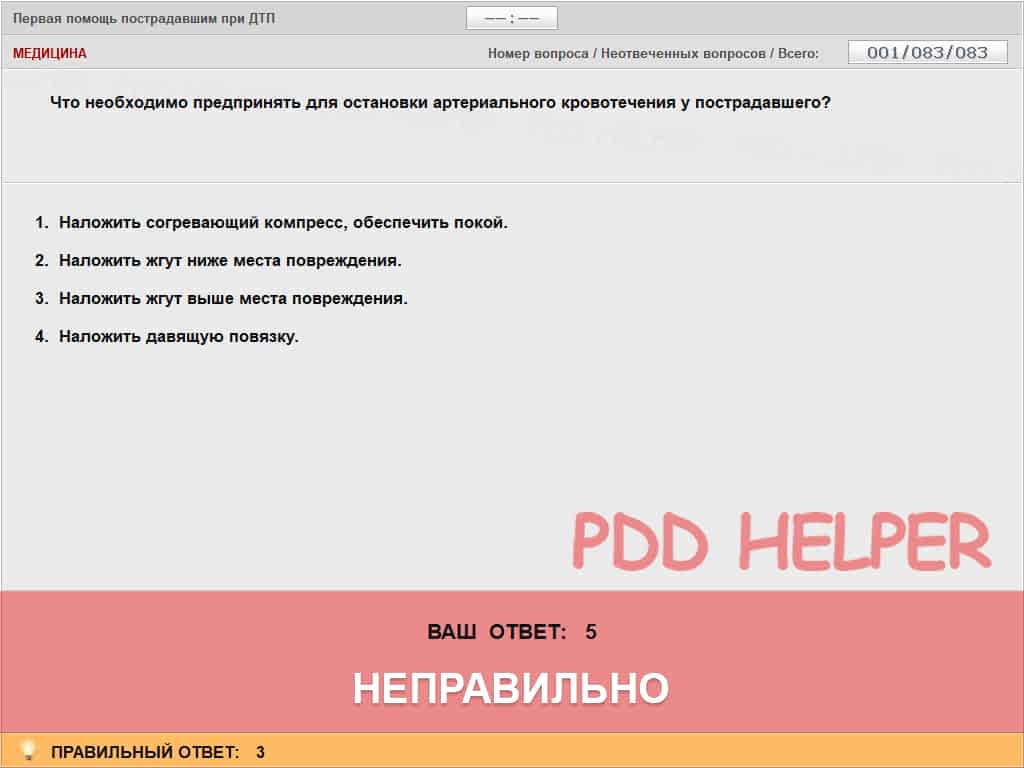 Первая помощь пострадавшим при ДТП
−− : −−
МЕДИЦИНА
Номер вопроса / Неотвеченных вопросов / Всего:
001/083/083
Что необходимо предпринять для остановки артериального кровотечения у пострадавшего?
1. Наложить согревающий компресс, обеспечить покой.
2. Наложить жгут ниже места повреждения.
3. Наложить жгут выше места повреждения.
4. Наложить давящую повязку.
PDD HELPER
ВАШ ОТВЕТ: 5
НЕПРАВИЛЬНО
ПРАВИЛЬНЫЙ ОТВЕТ: 3